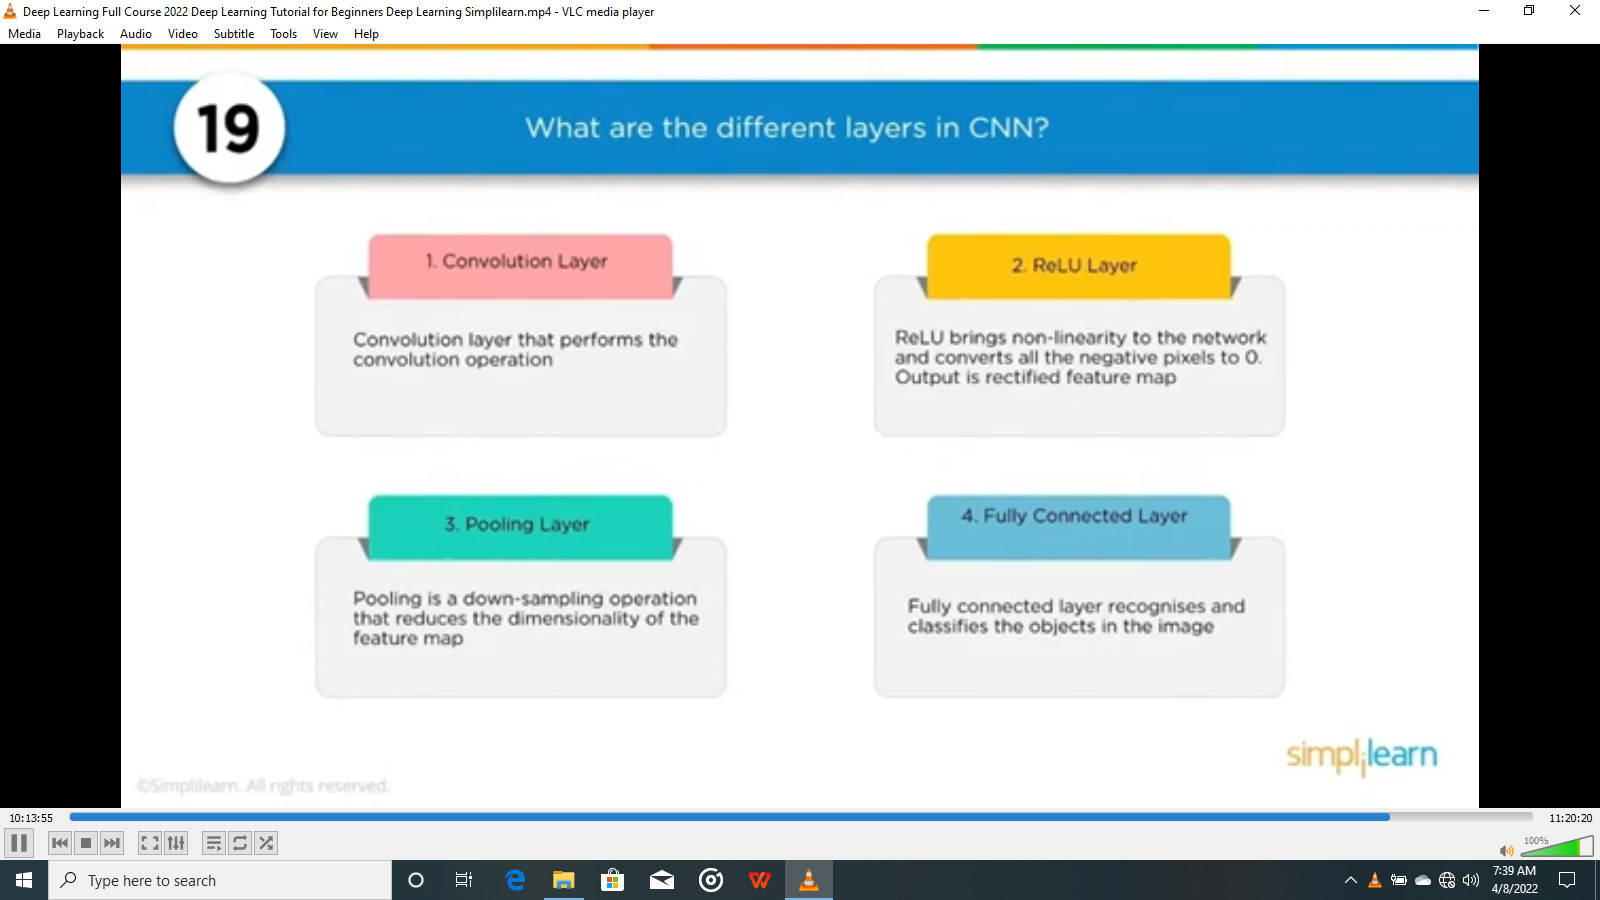 Deep Learning Full Course 2022 Deep Learning Tutorial for Beginners Deep Learning Simplilearn.mp4 - VLC media player
Media Playback Audio Video Subtitle Tools View Help
19
What are the different layers in CNN?
1. Convolution Layer
Convolution layer that performs the
convolution operation
2. ReLU Layer
ReLU brings non-linearity to the network
and converts all the negative pixels to 0.
Output is rectified feature map
3. Pooling Layer
Pooling is a down-sampling operation
that reduces the dimensionality of the
feature map
4. Fully Connected Layer
Fully connected layer recognises and
classifies the objects in the image
simplilearn
©Simplilearn. All rights reserved.
10:13:55
11:20:20
100%
Type here to search
7:39 AM
4/8/2022